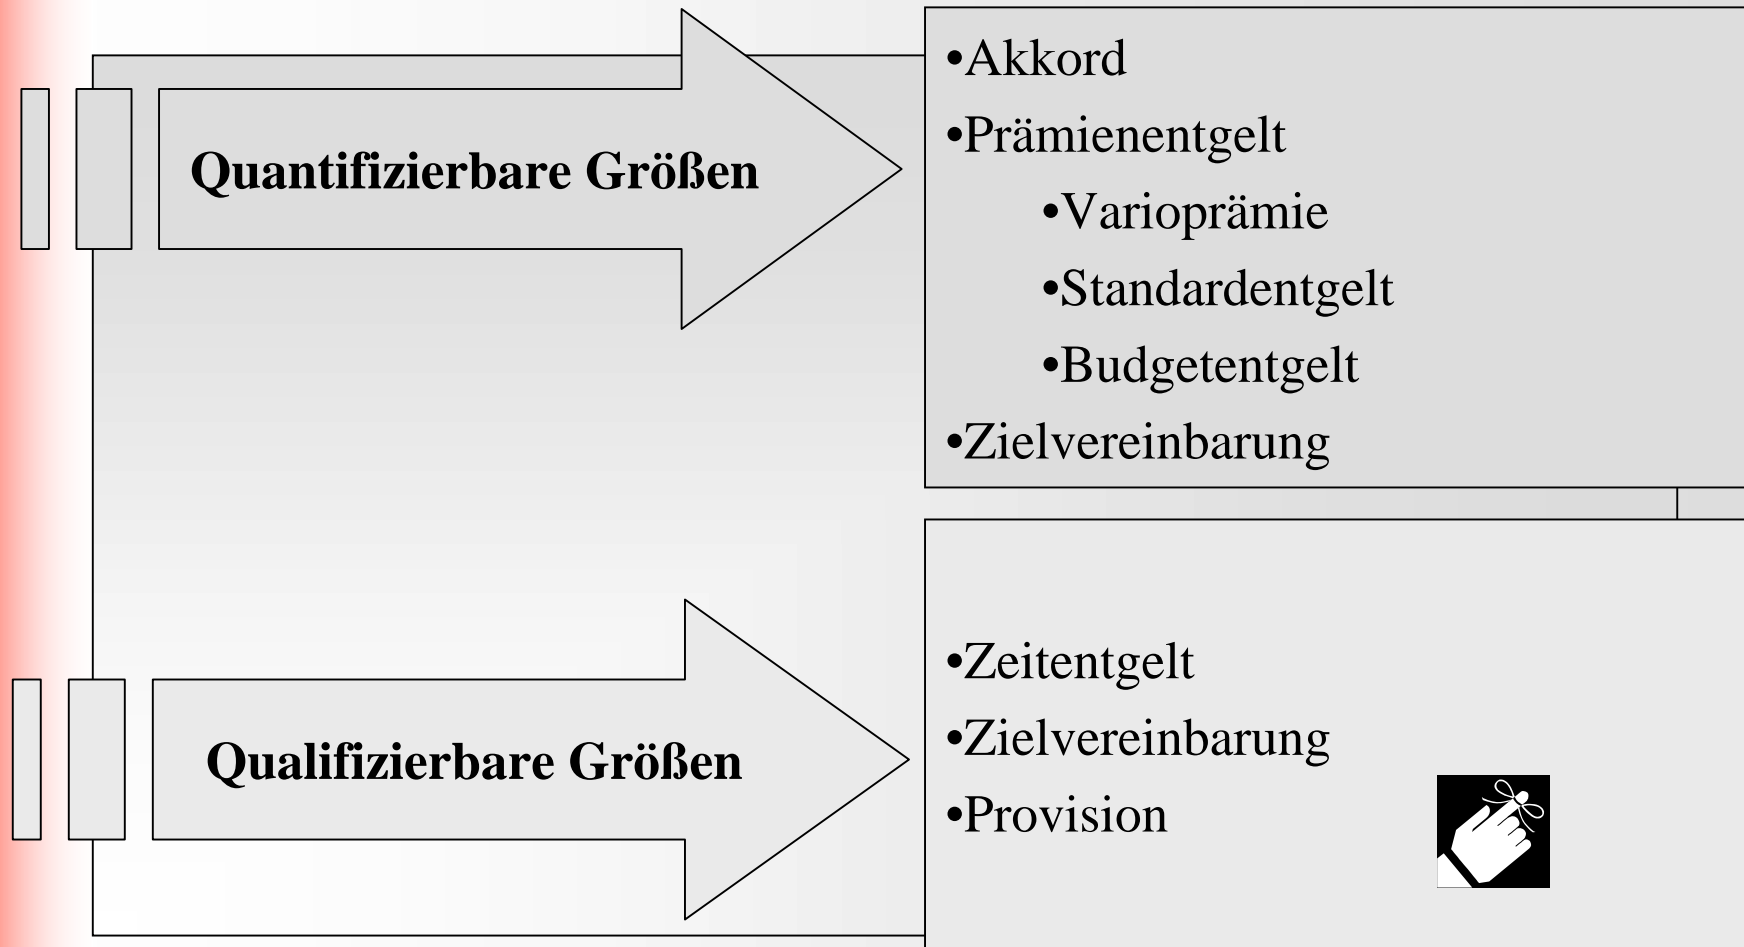 Quantifizierbare Größen
•Akkord
•Prämienentgelt
•Varioprämie
•Standardentgelt
•Budgetentgelt
•Zielvereinbarung
Qualifizierbare Größen
•Zeitentgelt
•Zielvereinbarung
•Provision